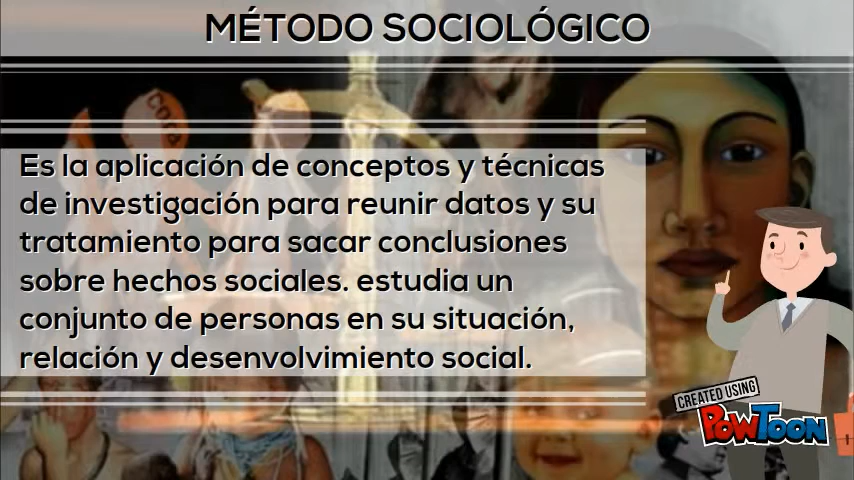 MÉTODO SOCIOLÓGICO
Es la aplicación de conceptos y técnicas
de investigación para reunir datos y su
tratamiento para sacar conclusiones
sobre hechos sociales. estudia un
conjunto de personas en su situación,
relación y desenvolvimiento social.
CREATED USING
POWTOON